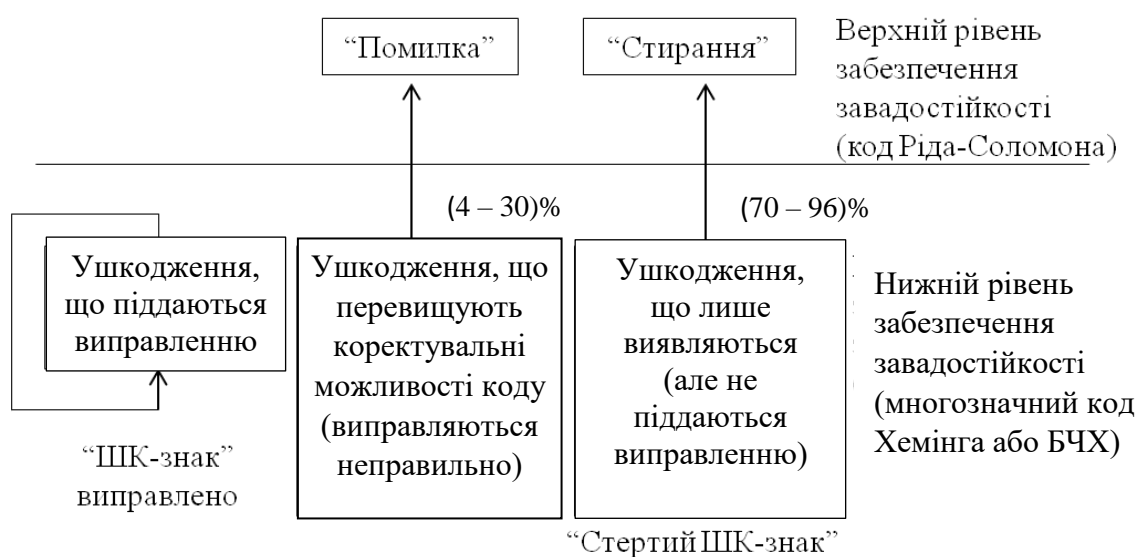 “Помилка”
“Стирання”
Верхній рівень
забезпечення
завадостійкості
(код Ріда-Соломона)
(4 – 30)%
(70 – 96)%
Ушкодження,
що піддаються
виправленню
“ШК-знак”
виправлено
Ушкодження, що
перевищують
коректувальні
можливості коду
(виправляються
неправильно)
Ушкодження,
що лише
виявляються
(але не
піддаються
виправленню)
“Стертий ШК-знак”
Нижній рівень
забезпечення
завадостійкості
(многозначний код
Хемінга або БЧХ)